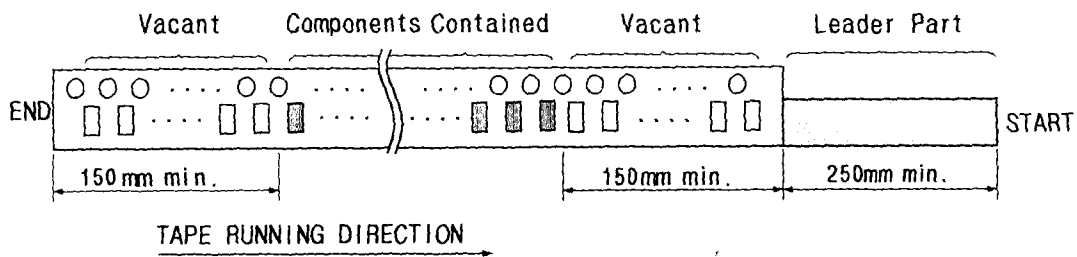 Vacant Components Contained Vacant Leader Part
END START
150mm min. 150mm min. 250mm min.
TAPE RUNNING DIRECTION